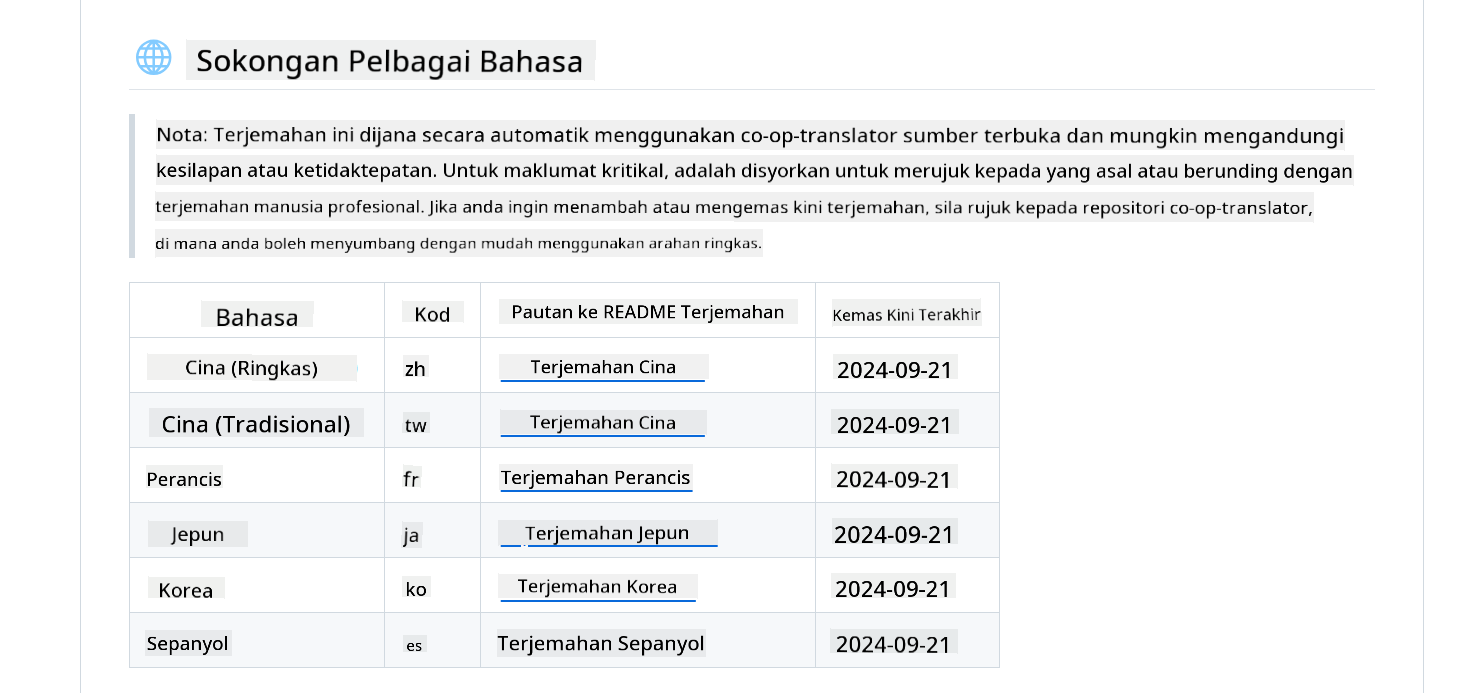 Sokongan Pelbagai Bahasa
Nota: Terjemahan ini dijana secara automatik menggunakan co-op-translator sumber terbuka dan mungkin mengandungi
kesilapan atau ketidaktepatan. Untuk maklumat kritikal, adalah disyorkan untuk merujuk kepada yang asal atau berunding dengan
terjemahan manusia profesional. Jika anda ingin menambah atau mengemas kini terjemahan, sila rujuk kepada repositori co-op-translator,
di mana anda boleh menyumbang dengan mudah menggunakan arahan ringkas.
Bahasa Kod Pautan ke README Terjemahan Kemas Kini Terakhir
Cina (Ringkas) zh Terjemahan Cina 2024-09-21
Cina (Tradisional) tw Terjemahan Cina 2024-09-21
Perancis fr Terjemahan Perancis 2024-09-21
Jepun ja Terjemahan Jepun 2024-09-21
Korea ko Terjemahan Korea 2024-09-21
Sepanyol es Terjemahan Sepanyol 2024-09-21